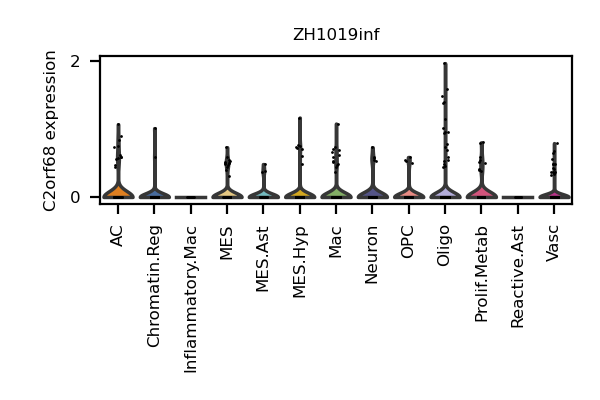 ZH1019inf
C2orf68 expression
2
0
AC
Chromatin.Reg
Inflammatory.Mac
MES
MES.Ast
MES.Hyp
Mac
Neuron
OPC
Oligo
Prolif.Metab
Reactive.Ast
Vasc